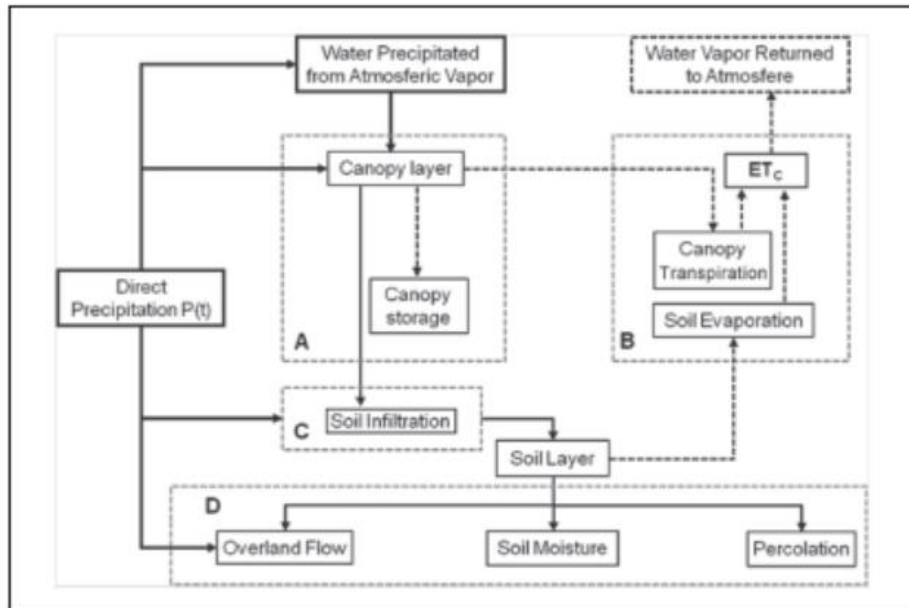 Water Precipitated
from Atmosferic Vapor
Water Vapor Returned
to Atmosfere
Canopy layer
ETC
Canopy
Transpiration
Direct
Precipitation P(t)
Canopy
storage
Soil Evaporation
A
B
Soil Infiltration
C
Soil Layer
D
Overland Flow
Soil Moisture
Percolation